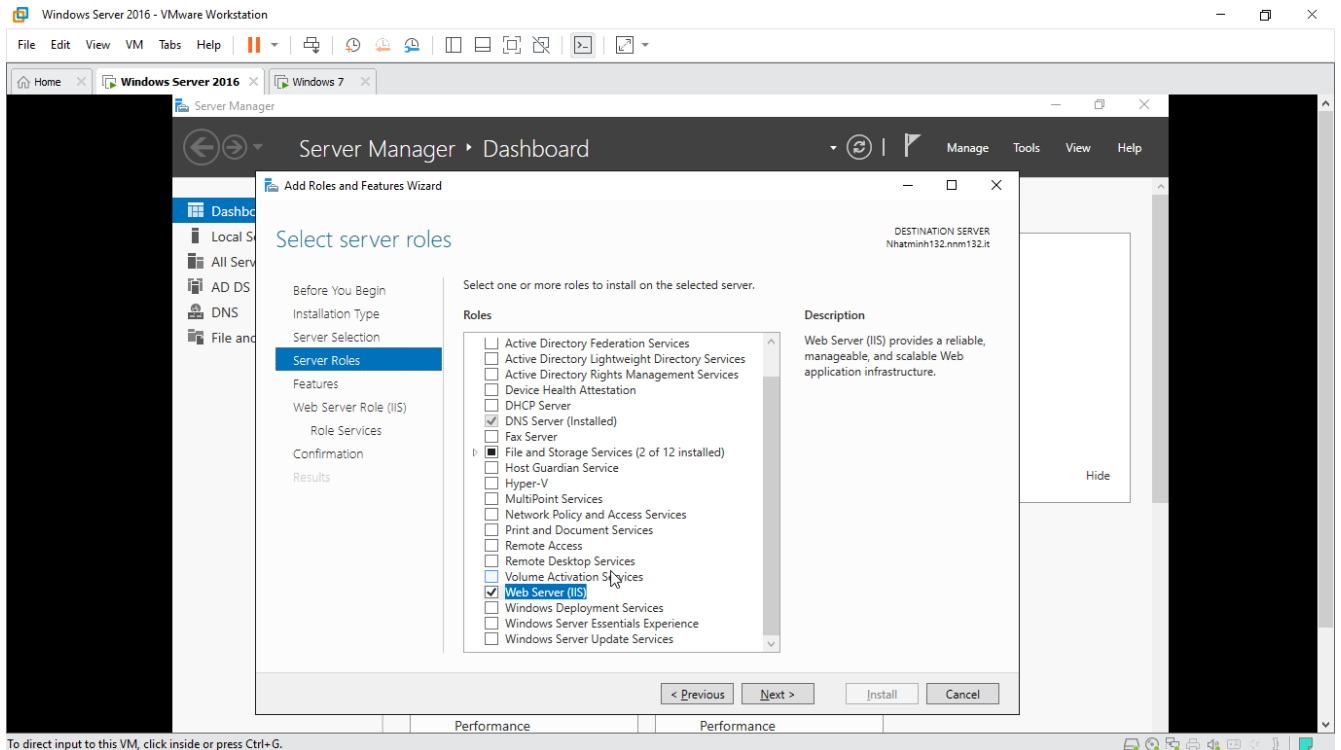 Windows Server 2016 - VMware Workstation
File Edit View VM Tabs Help
Home Windows Server 2016 Windows 7
Server Manager
Server Manager Dashboard
Manage Tools View Help
Dashbo
Local Se
All Serv
AD DS
DNS
File and
Add Roles and Features Wizard
Select server roles
DESTINATION SERVER
Nhatminh132.nnm132.it
Before You Begin
Installation Type
Server Selection
Server Roles
Features
Web Server Role (IIS)
Role Services
Confirmation
Results
Select one or more roles to install on the selected server.
Roles
Active Directory Federation Services
Active Directory Lightweight Directory Services
Active Directory Rights Management Services
Device Health Attestation
DHCP Server
DNS Server (Installed)
Fax Server
File and Storage Services (2 of 12 installed)
Host Guardian Service
Hyper-V
MultiPoint Services
Network Policy and Access Services
Print and Document Services
Remote Access
Remote Desktop Services
Volume Activation Services
Web Server (IIS)
Windows Deployment Services
Windows Server Essentials Experience
Windows Server Update Services
Description
Web Server (IIS) provides a reliable,
manageable, and scalable Web
application infrastructure.
Hide
< Previous Next > Install Cancel
Performance Performance
To direct input to this VM, click inside or press Ctrl+G.